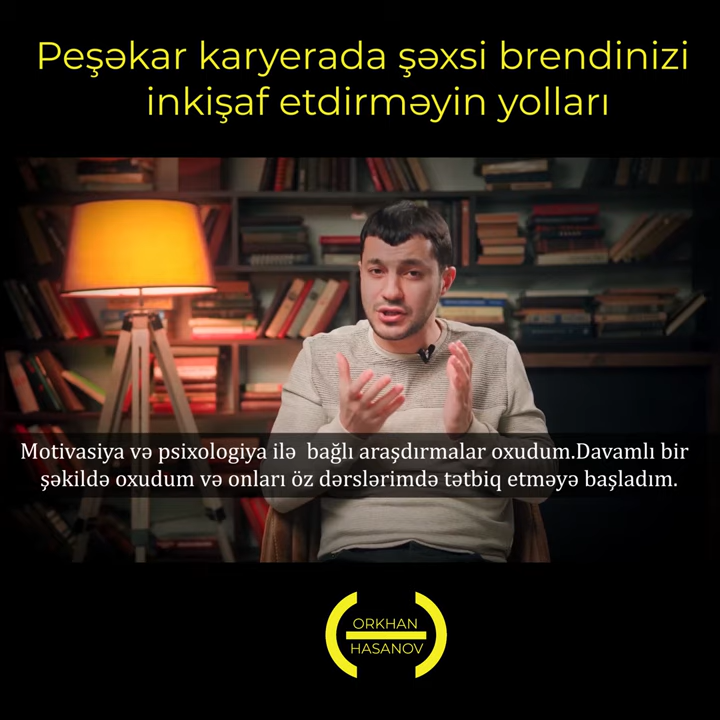 Peşəkar karyerada şəxsi brendinizi
inkişaf etdirməyin yolları
Motivasiya və psixologiya ilə bağlı araşdırmalar oxudum.Davamlı bir
şəkildə oxudum və onları öz dərslərimdə tətbiq etməyə başladım.
ORKHAN
HASANOV